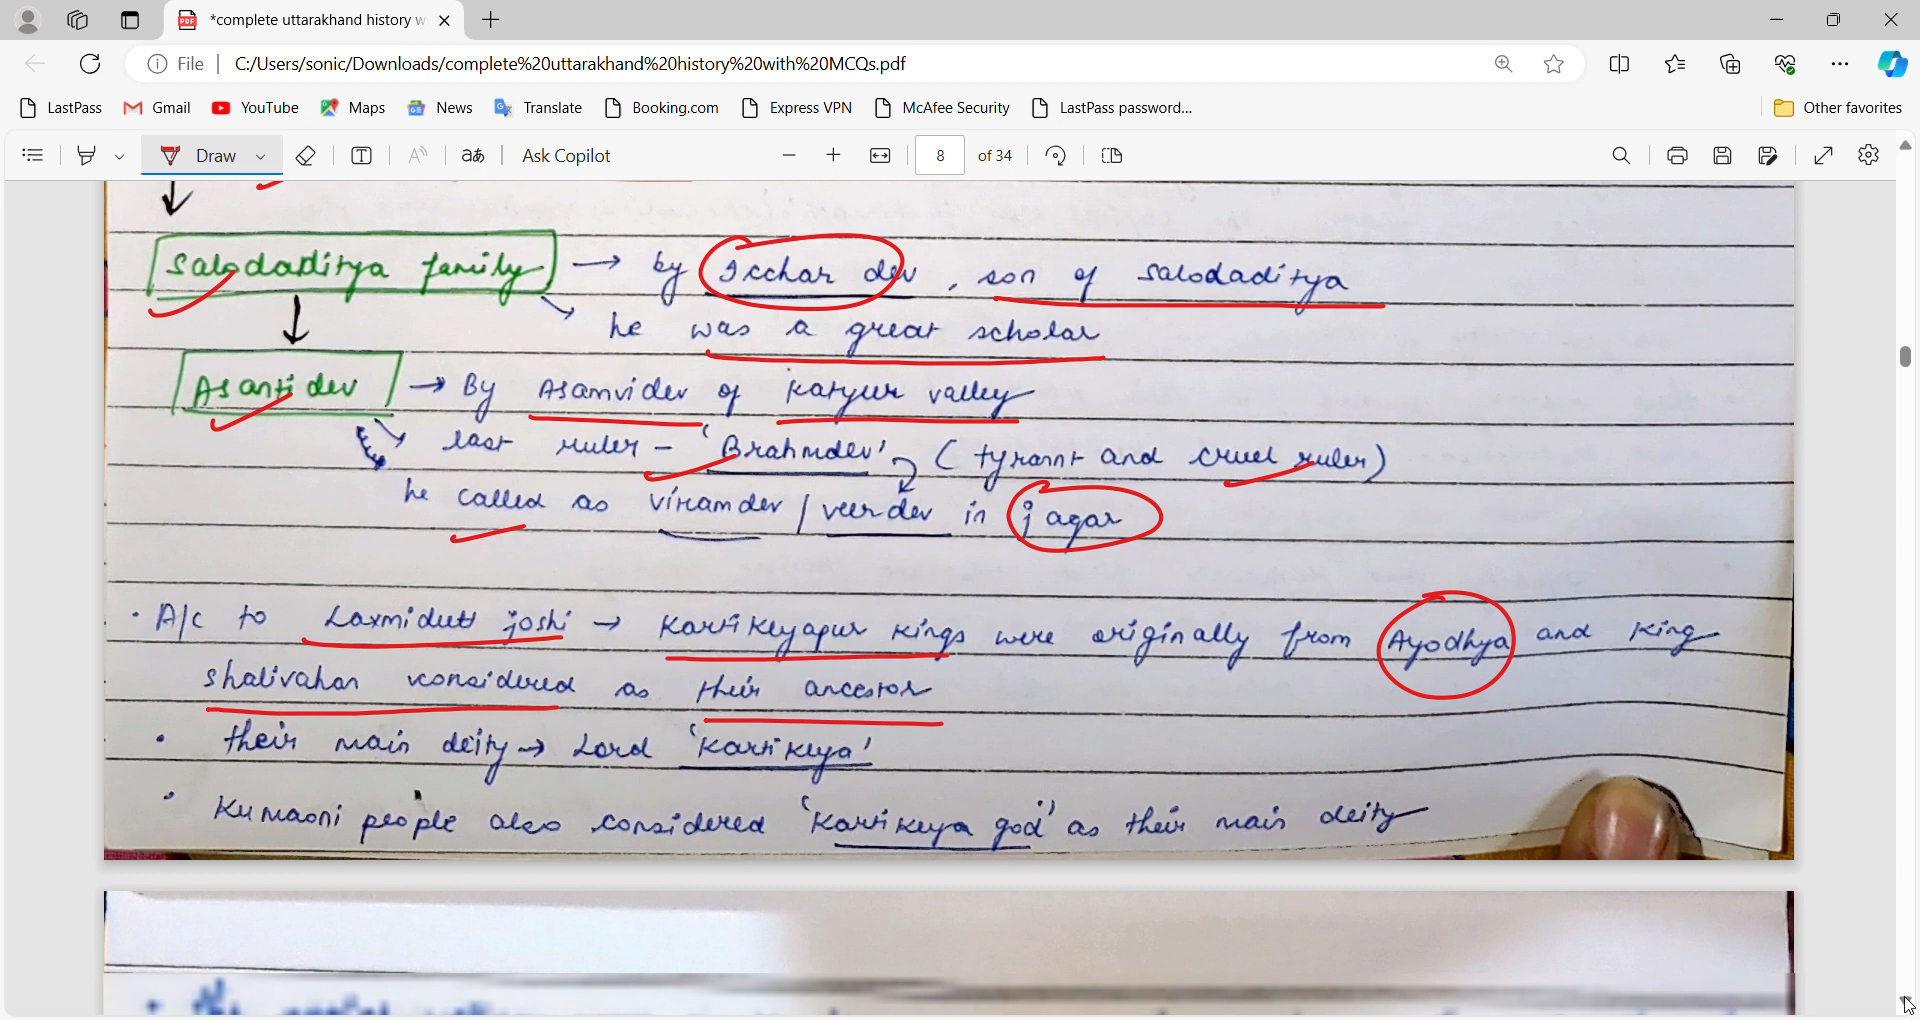 *complete uttarakhand history w
File | C:/Users/sonic/Downloads/complete%20uttarakhand%20history%20with%20MCQs.pdf
LastPass Gmail YouTube Maps News Translate Booking.com Express VPN McAfee Security LastPass password... Other favorites
Draw Ask Copilot 8 of 34
Salodaditya family → by Icchar dev, son of salodaditya
he was a great scholar
Asanti dev → By Asamvidev of Katyur valley
last ruler - 'Brahmdev' (tyrannt and cruel ruler)
he called as viramdev / veerdev in jagar
• A/c to Laxmidutt joshi → Kartikeyapur kings were originally from Ayodhya and King
shalivahan considered as their ancestor
• their main deity → Lord 'Kartikeya'
• Kumaoni people also considered 'Kartikeya god' as their main deity